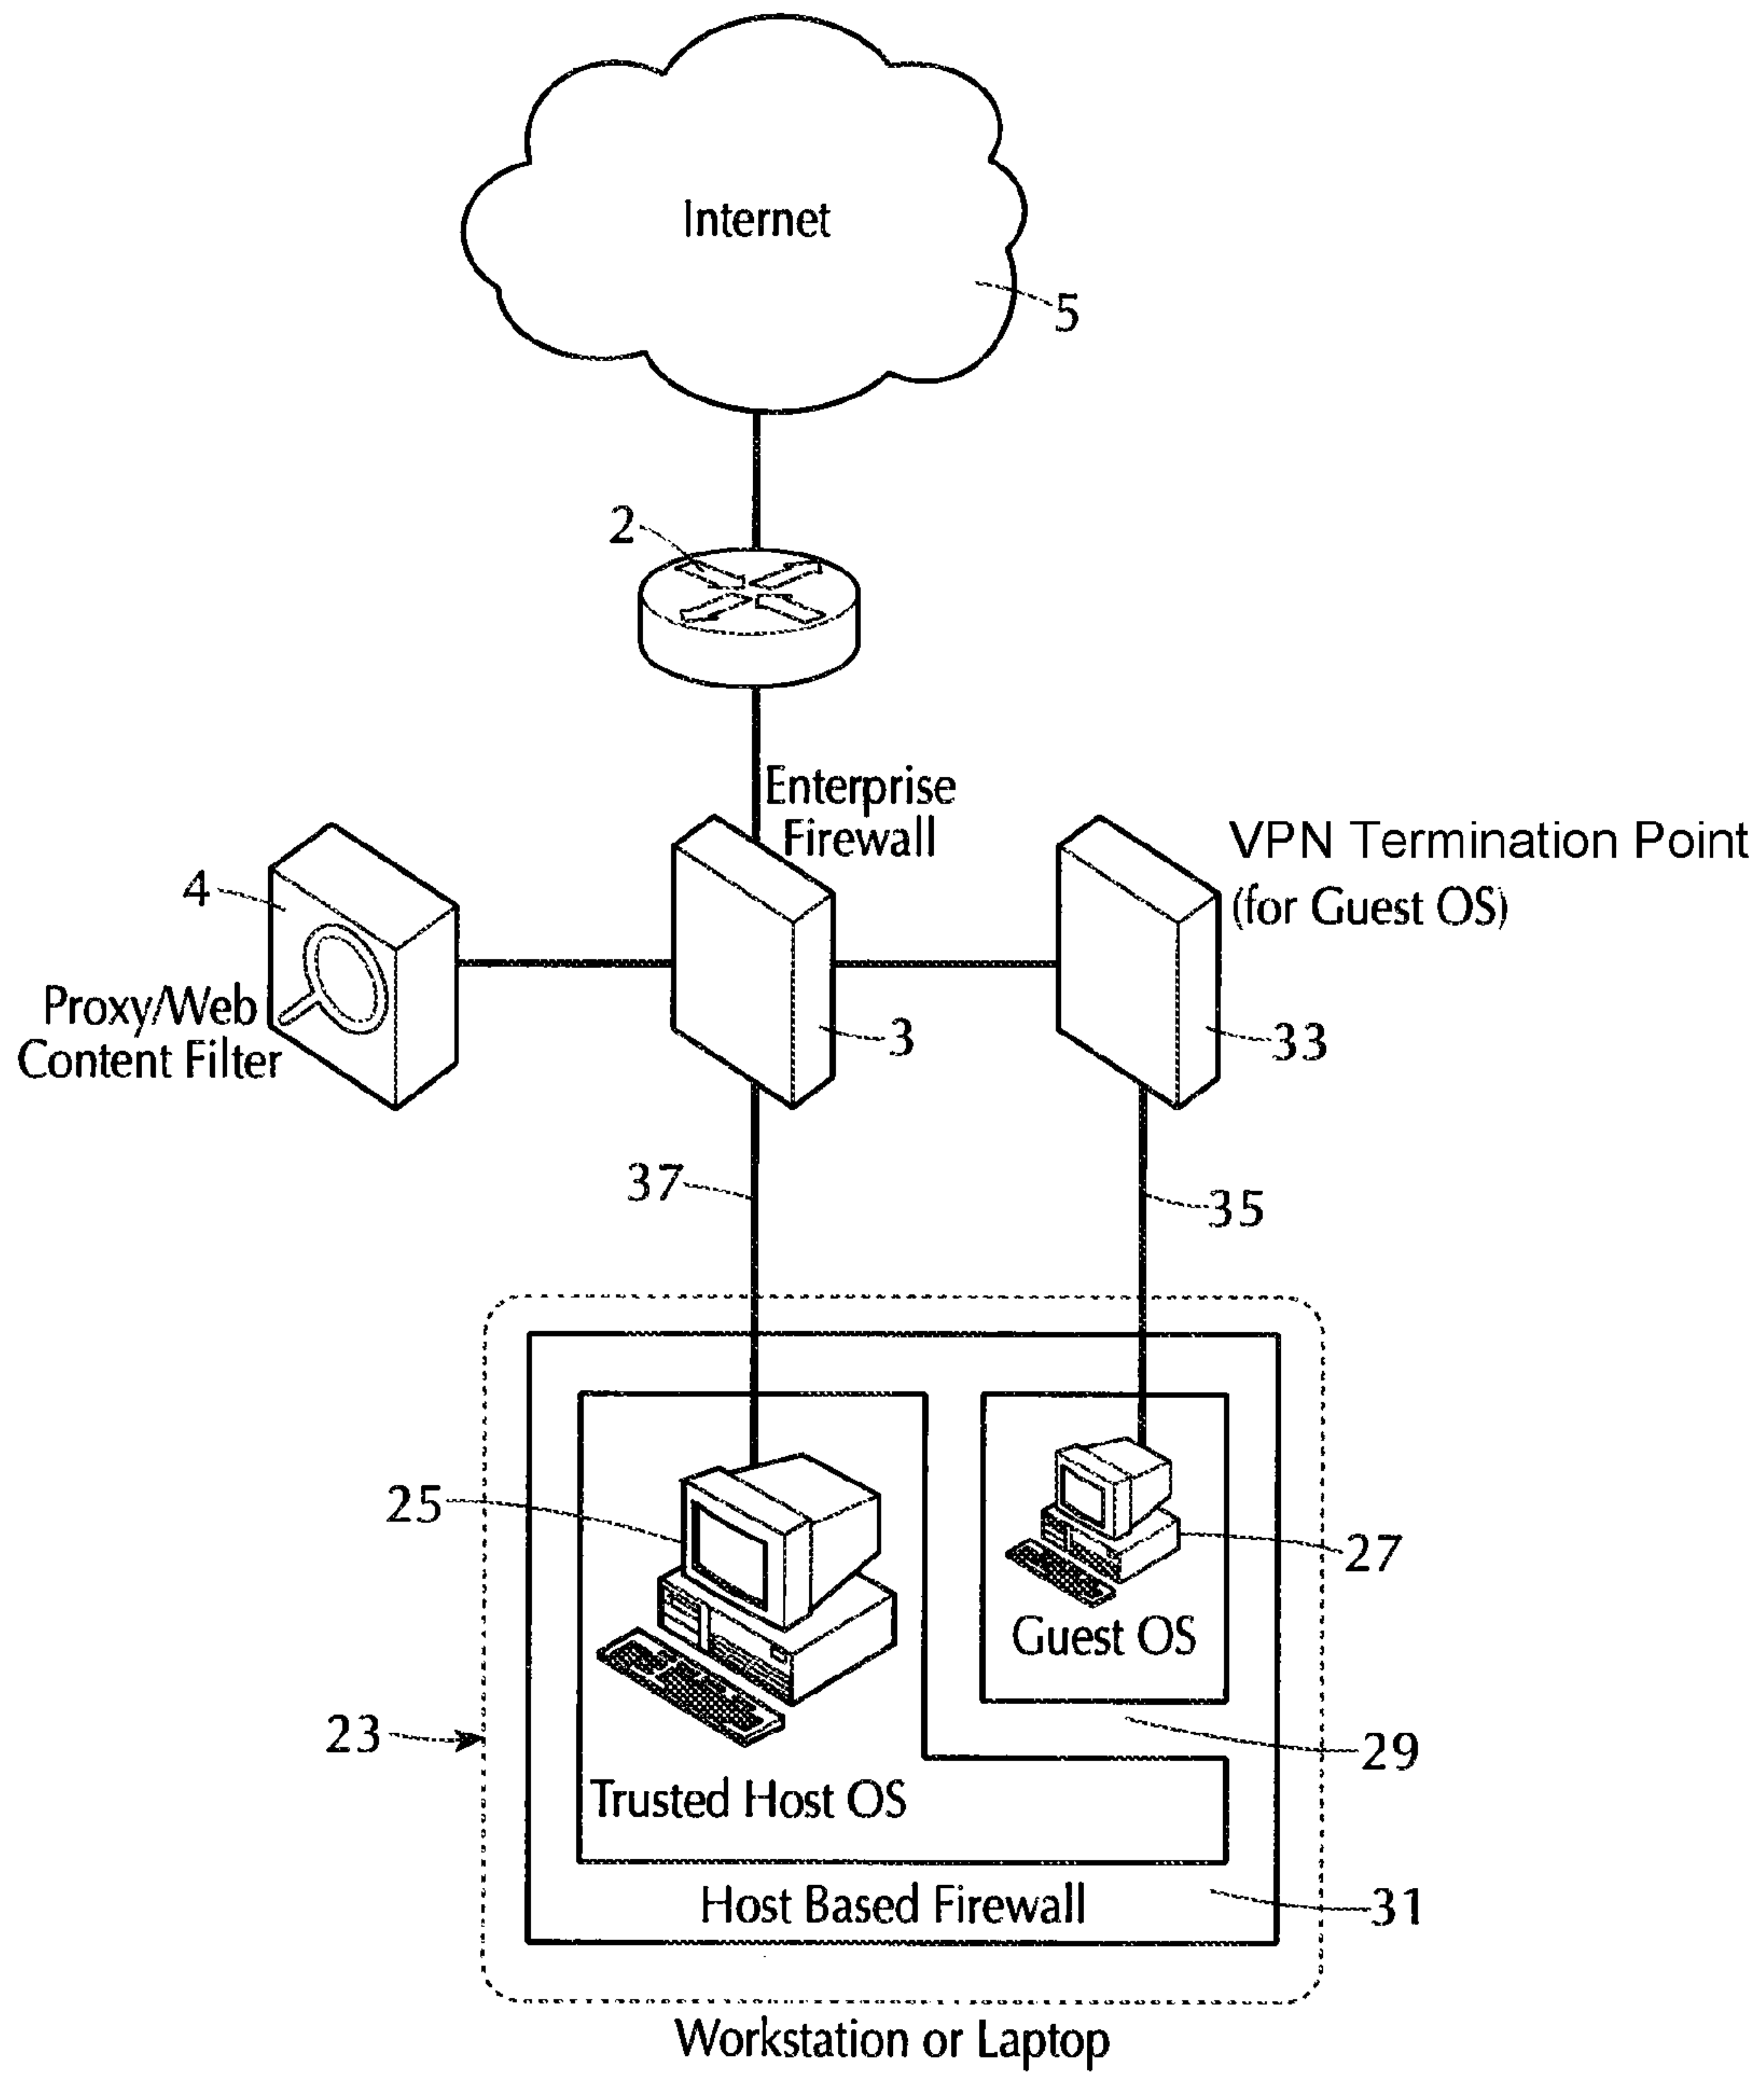 Internet
5
2
Enterprise
Firewall
VPN Termination Point
(for Guest OS)
4
Proxy/Web
Content Filter
3
33
37
35
25
27
Guest OS
23
29
Trusted Host OS
31
Host Based Firewall
Workstation or Laptop